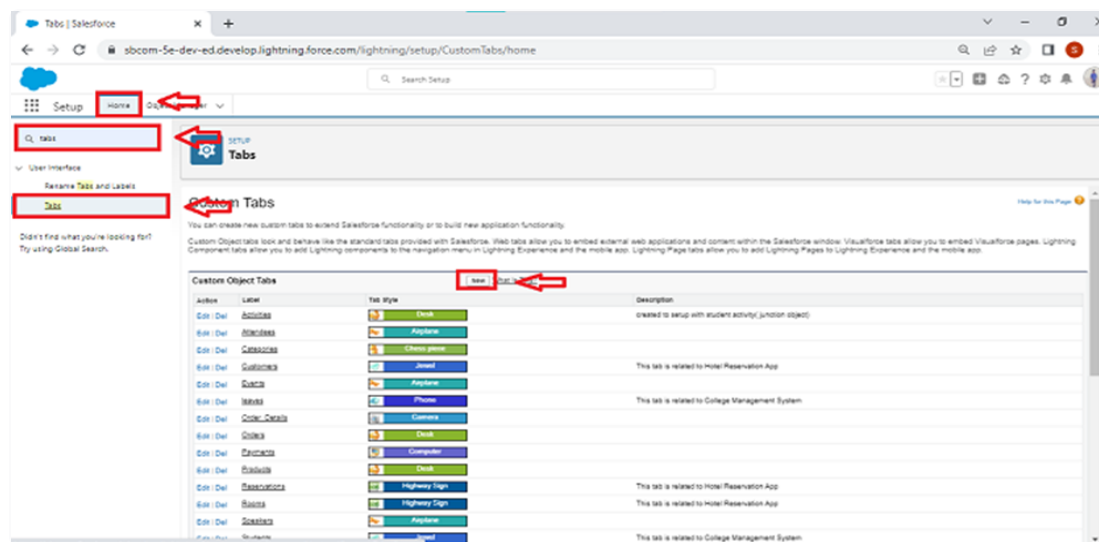 Tabs | Salesforce
sbcom-5e-dev-ed.develop.lightning.force.com/lightning/setup/CustomTabs/home
S
Search Setup
Setup
Home
tabs
SETUP
Tabs
User Interface
Rename Tabs and Labels
Tabs
Didn't find what you're looking for?
Try using Global Search.
Custom Tabs
Help for this Page
You can create new custom tabs to extend Salesforce functionality or to build new application functionality.
Custom Object tabs look and behave like the standard tabs provided with Salesforce. Web tabs allow you to embed external web applications and content within the Salesforce window. Visualforce tabs allow you to embed Visualforce pages. Lightning
Component tabs allow you to add Lightning components to the navigation menu in Lightning Experience and the mobile app. Lightning Page tabs allow you to add Lightning Pages to Lightning Experience and the mobile app.
Custom Object Tabs New
Action Label Tab Style Description
Edit | Del Activities Desk created to setup with student activity( junction object)
Edit | Del Attendees Airplane
Edit | Del Categories Chess piece
Edit | Del Customers Jewel This tab is related to Hotel Reservation App
Edit | Del Events Airplane
Edit | Del leaves Phone This tab is related to College Management System
Edit | Del Order_Details Camera
Edit | Del Orders Desk
Edit | Del Payments Computer
Edit | Del Products Desk
Edit | Del Reservations Highway Sign This tab is related to Hotel Reservation App
Edit | Del Rooms Highway Sign This tab is related to Hotel Reservation App
Edit | Del Speakers Airplane
Edit | Del Students Jewel This tab is related to College Management System